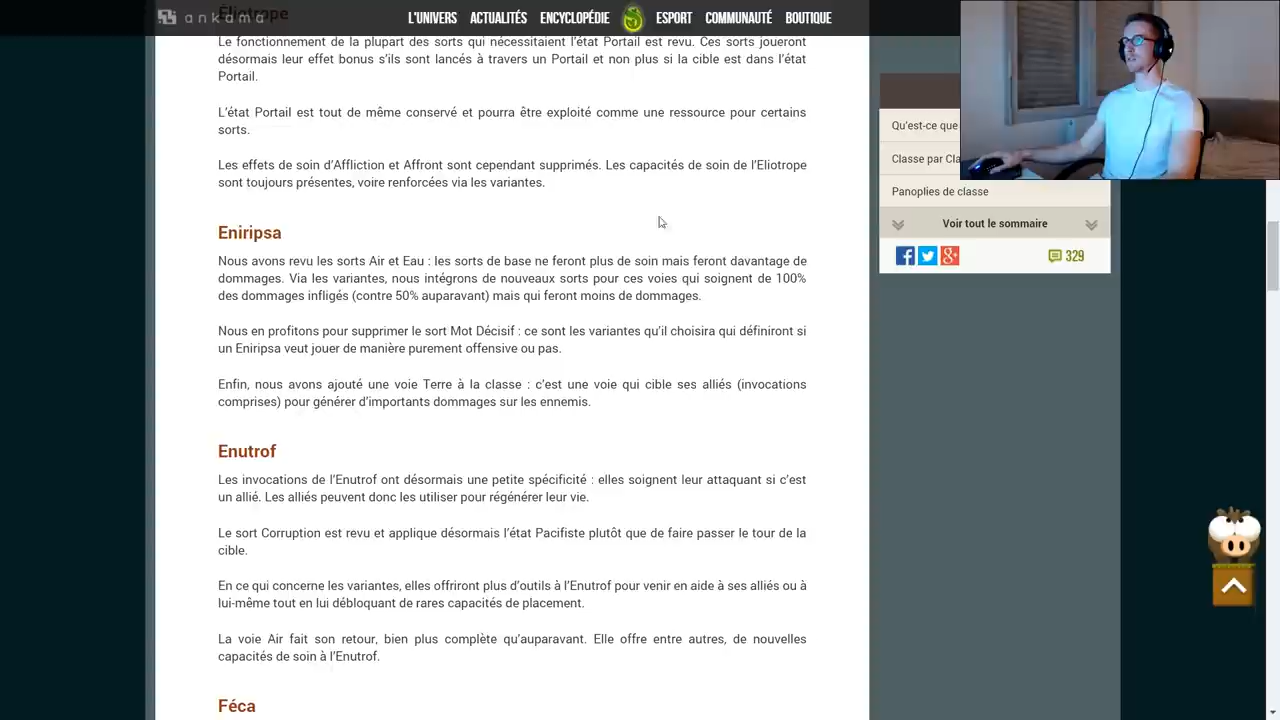 ankama
L'UNIVERS ACTUALITÉS ENCYCLOPÉDIE ESPORT COMMUNAUTÉ BOUTIQUE
Éliotrope
Le fonctionnement de la plupart des sorts qui nécessitaient l'état Portail est revu. Ces sorts joueront
désormais leur effet bonus s'ils sont lancés à travers un Portail et non plus si la cible est dans l'état
Portail.
L'état Portail est tout de même conservé et pourra être exploité comme une ressource pour certains
sorts.
Les effets de soin d'Affliction et Affront sont cependant supprimés. Les capacités de soin de l'Eliotrope
sont toujours présentes, voire renforcées via les variantes.
Eniripsa
Nous avons revu les sorts Air et Eau : les sorts de base ne feront plus de soin mais feront davantage de
dommages. Via les variantes, nous intégrons de nouveaux sorts pour ces voies qui soignent de 100%
des dommages infligés (contre 50% auparavant) mais qui feront moins de dommages.
Nous en profitons pour supprimer le sort Mot Décisif : ce sont les variantes qu'il choisira qui définiront si
un Eniripsa veut jouer de manière purement offensive ou pas.
Enfin, nous avons ajouté une voie Terre à la classe : c'est une voie qui cible ses alliés (invocations
comprises) pour générer d'importants dommages sur les ennemis.
Enutrof
Les invocations de l'Enutrof ont désormais une petite spécificité : elles soignent leur attaquant si c'est
un allié. Les alliés peuvent donc les utiliser pour régénérer leur vie.
Le sort Corruption est revu et applique désormais l'état Pacifiste plutôt que de faire passer le tour de la
cible.
En ce qui concerne les variantes, elles offriront plus d'outils à l'Enutrof pour venir en aide à ses alliés ou à
lui-même tout en lui débloquant de rares capacités de placement.
La voie Air fait son retour, bien plus complète qu'auparavant. Elle offre entre autres, de nouvelles
capacités de soin à l'Enutrof.
Féca
Qu'est-ce que
Classe par Cla
Panoplies de classe
Voir tout le sommaire
329